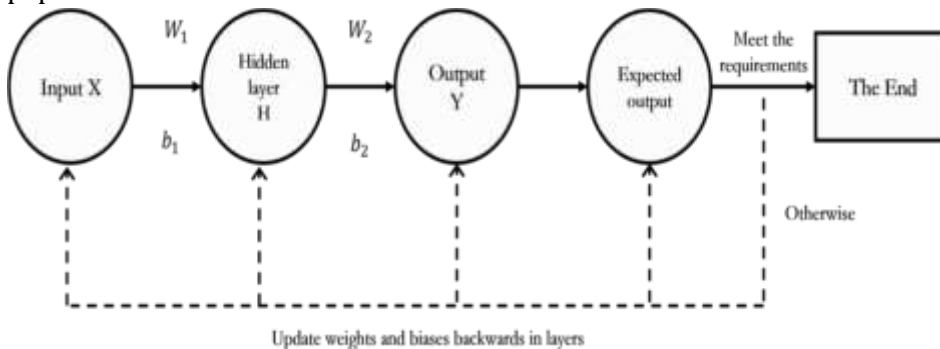 W₁
W₂
Input X
Hidden
layer
H
Output
Y
Expected
output
Meet the
requirements
The End
b₁
b₂
Otherwise
Update weights and biases backwards in layers